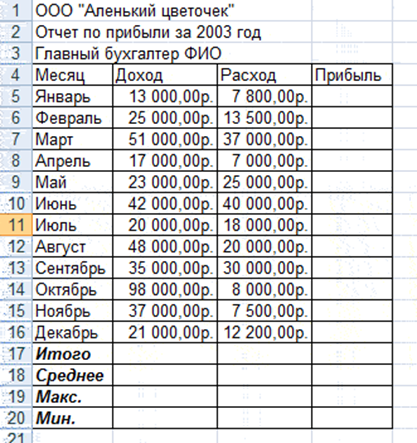 1 ООО "Аленький цветочек"
2 Отчет по прибыли за 2003 год
3 Главный бухгалтер ФИО
4 Месяц Доход Расход Прибыль
5 Январь 13 000,00р. 7 800,00р.
6 Февраль 25 000,00р. 13 500,00р.
7 Март 51 000,00р. 37 000,00р.
8 Апрель 17 000,00р. 7 000,00р.
9 Май 23 000,00р. 25 000,00р.
10 Июнь 42 000,00р. 40 000,00р.
11 Июль 20 000,00р. 18 000,00р.
12 Август 48 000,00р. 20 000,00р.
13 Сентябрь 35 000,00р. 30 000,00р.
14 Октябрь 98 000,00р. 8 000,00р.
15 Ноябрь 37 000,00р. 7 500,00р.
16 Декабрь 21 000,00р. 12 200,00р.
17 Итого
18 Среднее
19 Макс.
20 Мин.
21